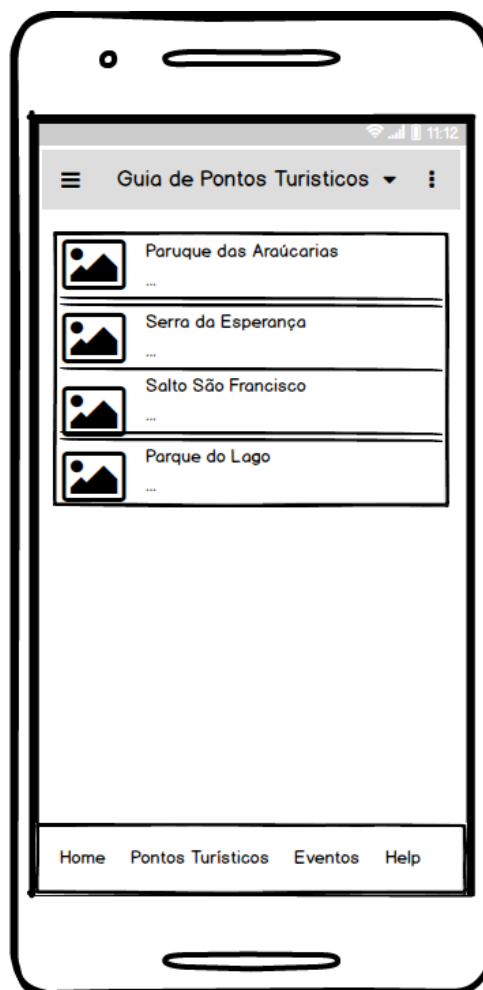 11:12
Guia de Pontos Turisticos
Paruque das Araúcarias
...
Serra da Esperança
...
Salto São Francisco
...
Parque do Lago
...
Home Pontos Turísticos Eventos Help